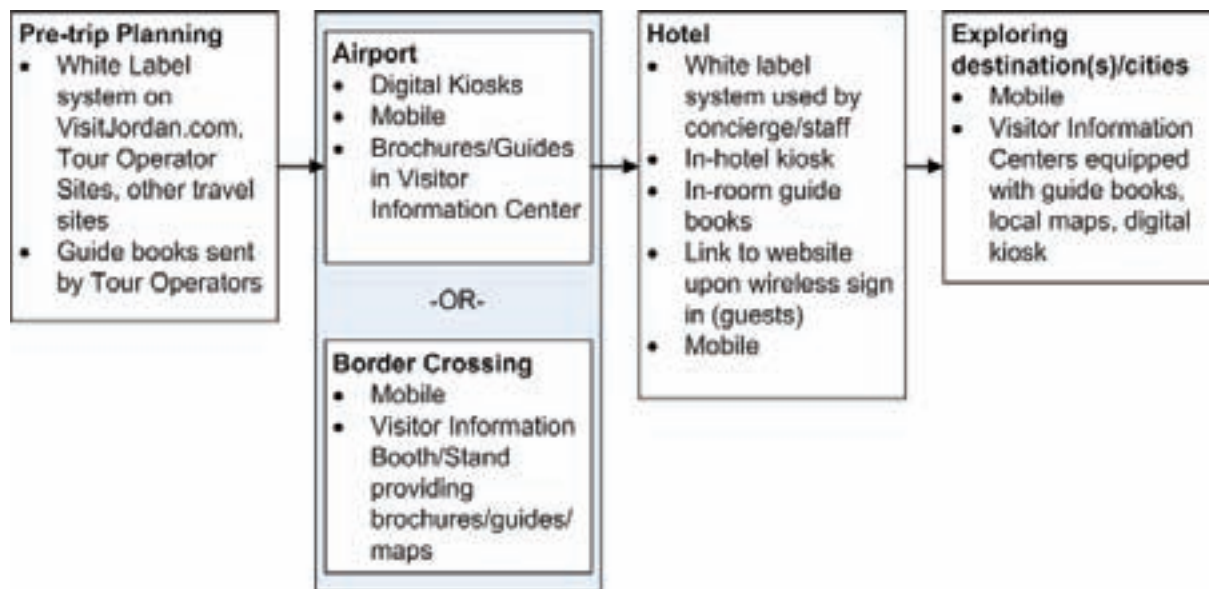 Pre-trip Planning
• White Label
system on
VisitJordan.com,
Tour Operator
Sites, other travel
sites
• Guide books sent
by Tour Operators
Airport
• Digital Kiosks
• Mobile
• Brochures/Guides
in Visitor
Information Center
-OR-
Border Crossing
• Mobile
• Visitor Information
Booth/Stand
providing
brochures/guides/
maps
Hotel
• White label
system used by
concierge/staff
• In-hotel kiosk
• In-room guide
books
• Link to website
upon wireless sign
in (guests)
• Mobile
Exploring
destination(s)/cities
• Mobile
• Visitor Information
Centers equipped
with guide books,
local maps, digital
kiosk